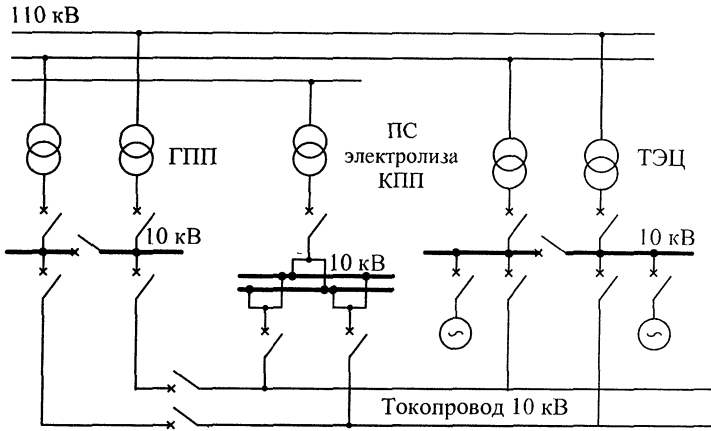 110 кВ
ГПП
ПС
электролиза
КПП
ТЭЦ
10 кВ
10 кВ
10 кВ
Токопровод 10 кВ